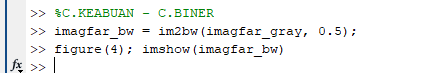 >> %C.KEABUAN - C.BINER
>> imagfar_bw = im2bw(imagfar_gray, 0.5);
>> figure(4); imshow(imagfar_bw)
fx >>